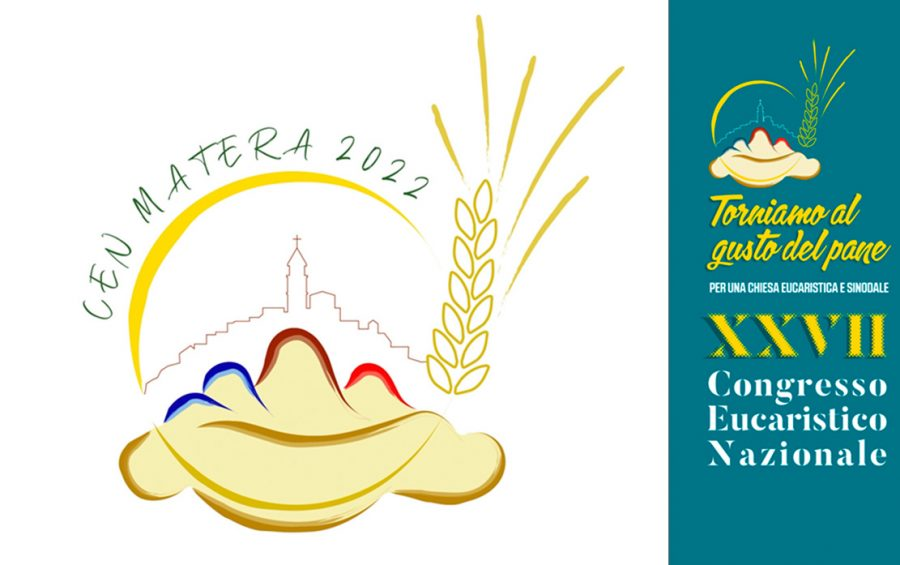 CEN MATERA 2022
Torniamo al
gusto del pane
PER UNA CHIESA EUCARISTICA E SINODALE
XXVII
Congresso
Eucaristico
Nazionale